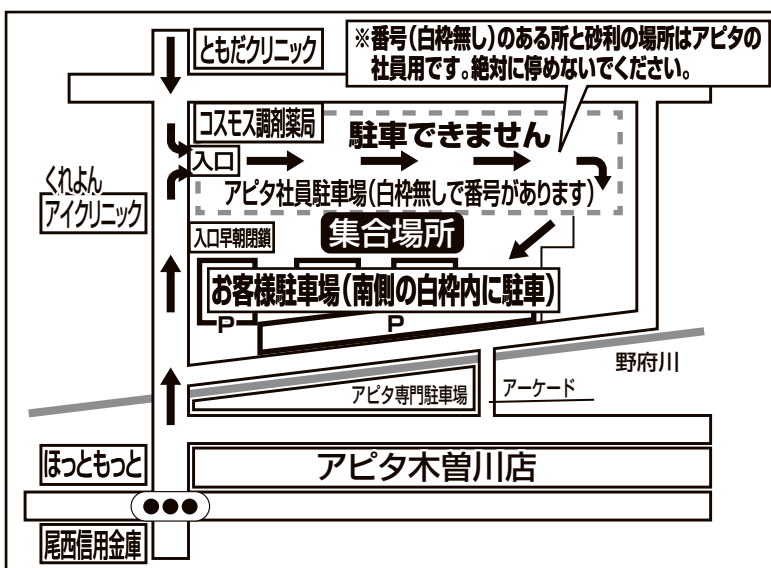 ともだクリニック
※番号(白枠無し)のある所と砂利の場所はアピタの
社員用です。絶対に停めないでください。
コスモス調剤薬局
駐車できません
入口
アピタ社員駐車場(白枠無しで番号があります)
くれよん
アイクリニック
入口早朝閉鎖
集合場所
お客様駐車場(南側の白枠内に駐車)
P
P
野府川
アピタ専門駐車場
アーケード
ほっともっと
アピタ木曽川店
尾西信用金庫